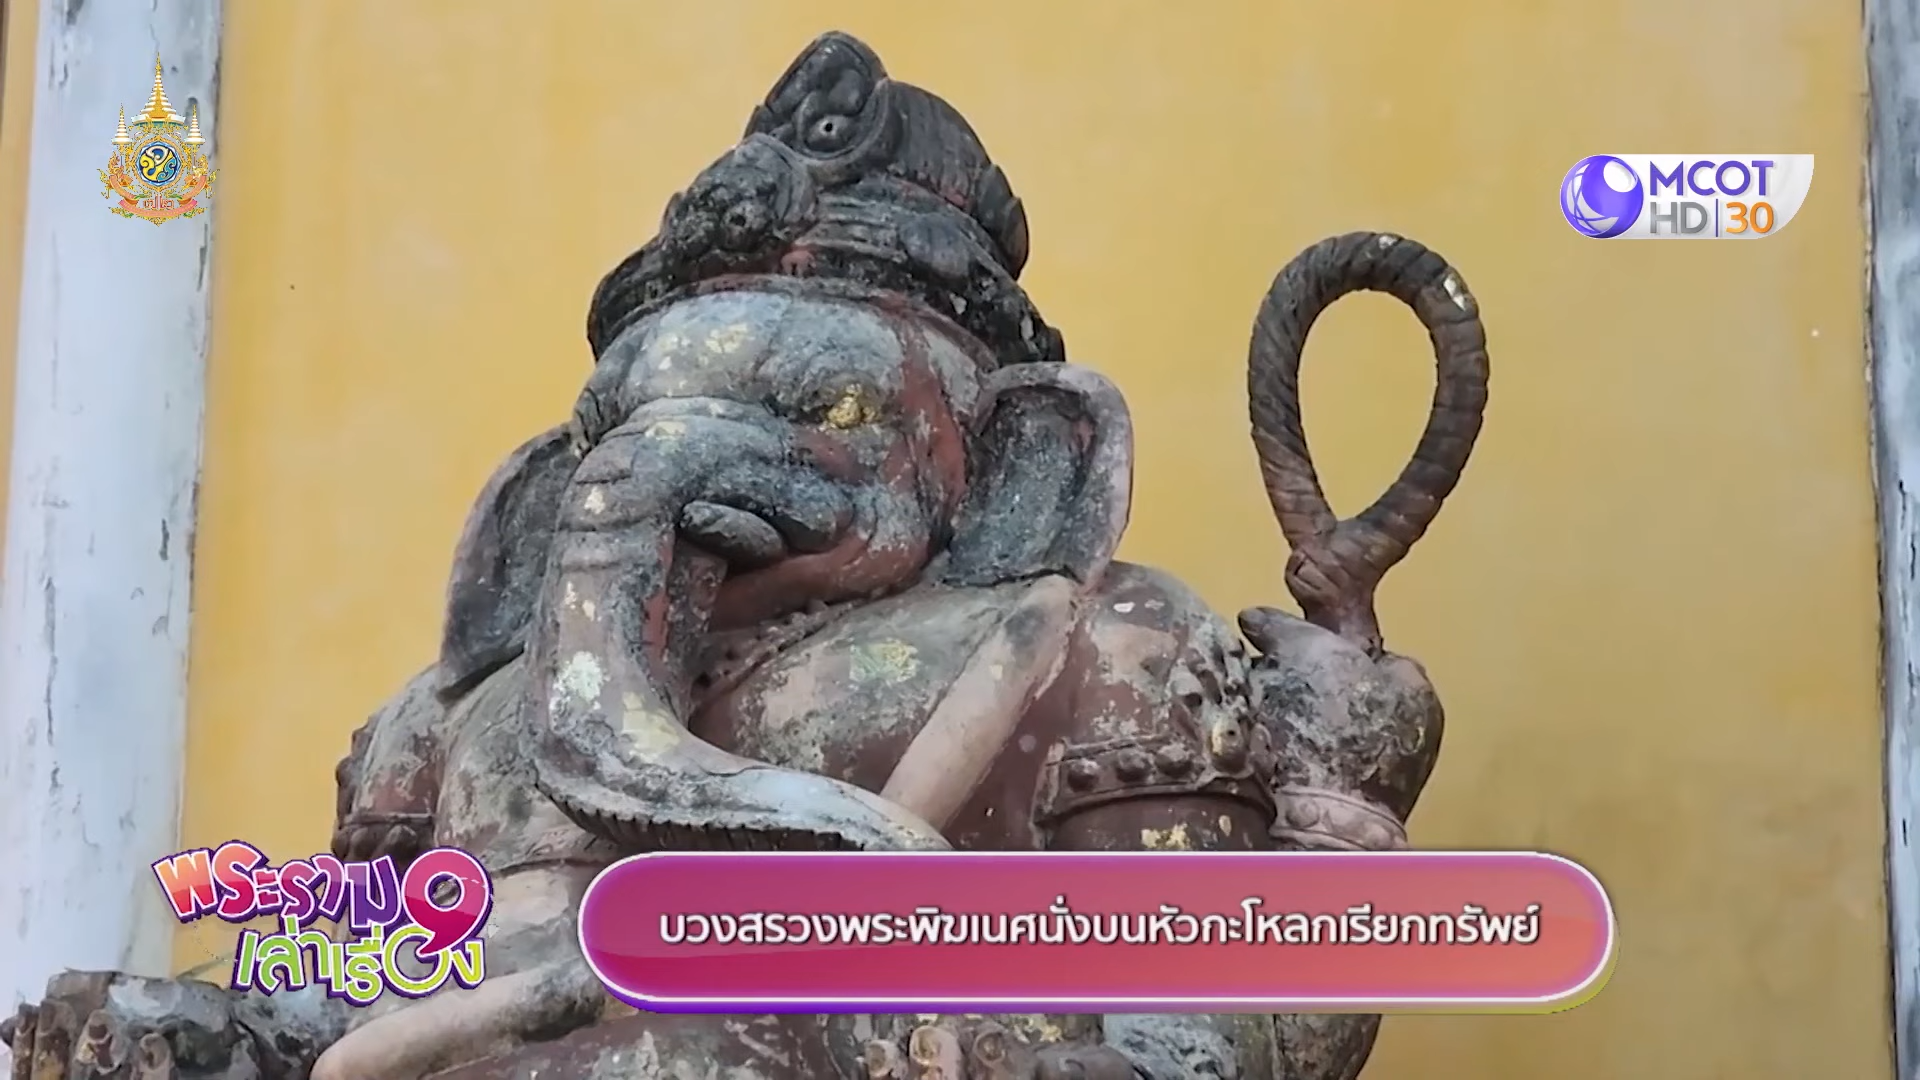 MCOT
HD 30
พระราม ๙
เล่าเรื่อง
บวงสรวงพระพิฆเนศนั่งบนหัวกะโหลกเรียกทรัพย์